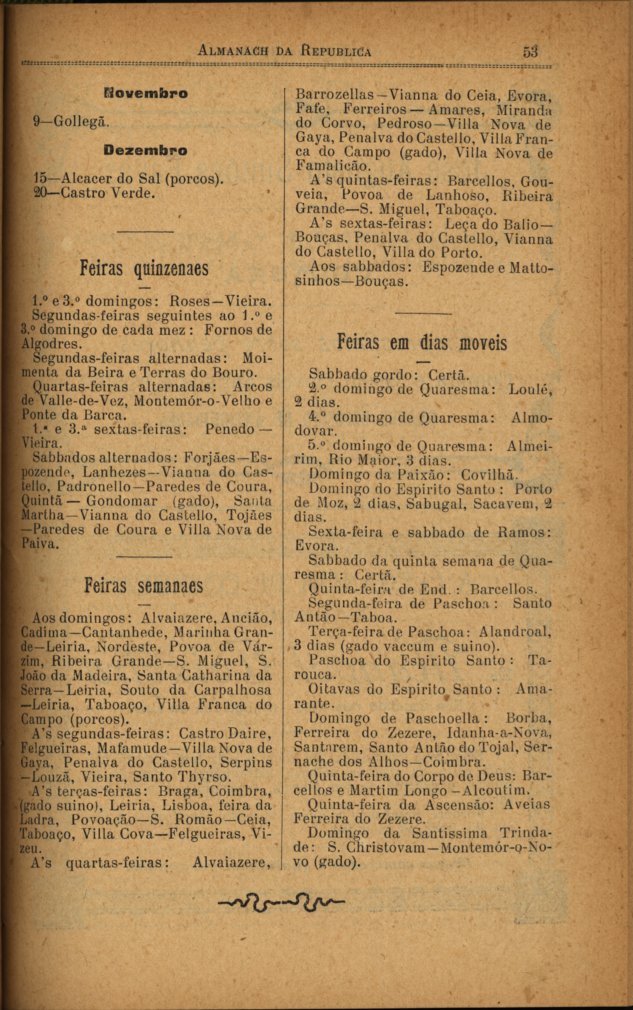 ALMANACH DA REPUBLICA 53
Novembro
9—Gollegã.
Dezembro
15—Alcacer do Sal (porcos).
20—Castro Verde.
Feiras quinzenaes
1.º e 3.º domingos: Roses—Vieira.
Segundas-feiras seguintes ao 1.º e
3.º domingo de cada mez: Fornos de
Algodres.
Segundas-feiras alternadas: Moi-
menta da Beira e Terras do Bouro.
Quartas-feiras alternadas: Arcos
de Valle-de-Vez, Montemór-o-Velho e
Ponte da Barca.
1.ª e 3.ª sextas-feiras: Penedo—
Vieira.
Sabbados alternados: Forjães—Es-
pozende, Lanhezes—Vianna do Cas-
tello, Padronello—Paredes de Coura,
Quintã—Gondomar (gado), Santa
Martha—Vianna do Castello, Tojães
—Paredes de Coura e Villa Nova de
Paiva.
Feiras semanaes
Aos domingos: Alvaiazere, Ancião,
Cadima—Cantanhede, Marinha Gran-
de—Leiria, Nordeste, Povoa de Vár-
zim, Ribeira Grande—S. Miguel, S.
João da Madeira, Santa Catharina da
Serra—Leiria, Souto da Carpalhosa
—Leiria, Taboaço, Villa Franca do
Campo (porcos).
A's segundas-feiras: Castro Daire,
Felgueiras, Mafamude—Villa Nova de
Gaya, Penalva do Castello, Serpins
—Louzã, Vieira, Santo Thyrso.
A's terças-feiras: Braga, Coimbra,
(gado suino), Leiria, Lisboa, feira da
Ladra, Povoação—S. Romão—Ceia,
Taboaço, Villa Cova—Felgueiras, Vi-
zeu.
A's quartas-feiras: Alvaiazere,
Barrozellas—Vianna do Ceia, Evora,
Fafe, Ferreiros—Amares, Miranda
do Corvo, Pedroso—Villa Nova de
Gaya, Penalva do Castello, Villa Fran-
ca do Campo (gado), Villa Nova de
Famalicão.
A's quintas-feiras: Barcellos, Gou-
veia, Povoa de Lanhoso, Ribeira
Grande—S. Miguel, Taboaço.
A's sextas-feiras: Leça do Balio—
Bouças, Penalva do Castello, Vianna
do Castello, Villa do Porto.
Aos sabbados: Espozende e Matto-
sinhos—Bouças.
Feiras em dias moveis
Sabbado gordo: Certã.
2.º domingo de Quaresma: Loulé,
2 dias.
4.º domingo de Quaresma: Almo-
dovar.
5.º domingo de Quaresma: Almei-
rim, Rio Maior, 3 dias.
Domingo da Paixão: Covilhã.
Domingo do Espirito Santo: Porto
de Moz, 2 dias, Sabugal, Sacavem, 2
dias.
Sexta-feira e sabbado de Ramos:
Evora.
Sabbado da quinta semana de Qua-
resma: Certã.
Quinta-feira de End.: Barcellos.
Segunda-feira de Paschoa: Santo
Antão—Taboa.
Terça-feira de Paschoa: Alandroal,
3 dias (gado vaccum e suino).
Paschoa do Espirito Santo: Ta-
rouca.
Oitavas do Espirito Santo: Ama-
rante.
Domingo de Paschoella: Borba,
Ferreira do Zezere, Idanha-a-Nova,
Santarem, Santo Antão do Tojal, Ser-
nache dos Alhos—Coimbra.
Quinta-feira do Corpo de Deus: Bar-
cellos e Martim Longo—Alcoutim.
Quinta-feira da Ascensão: Aveias
Ferreira do Zezere.
Domingo da Santissima Trinda-
de: S. Christovam—Montemór-o-No-
vo (gado).